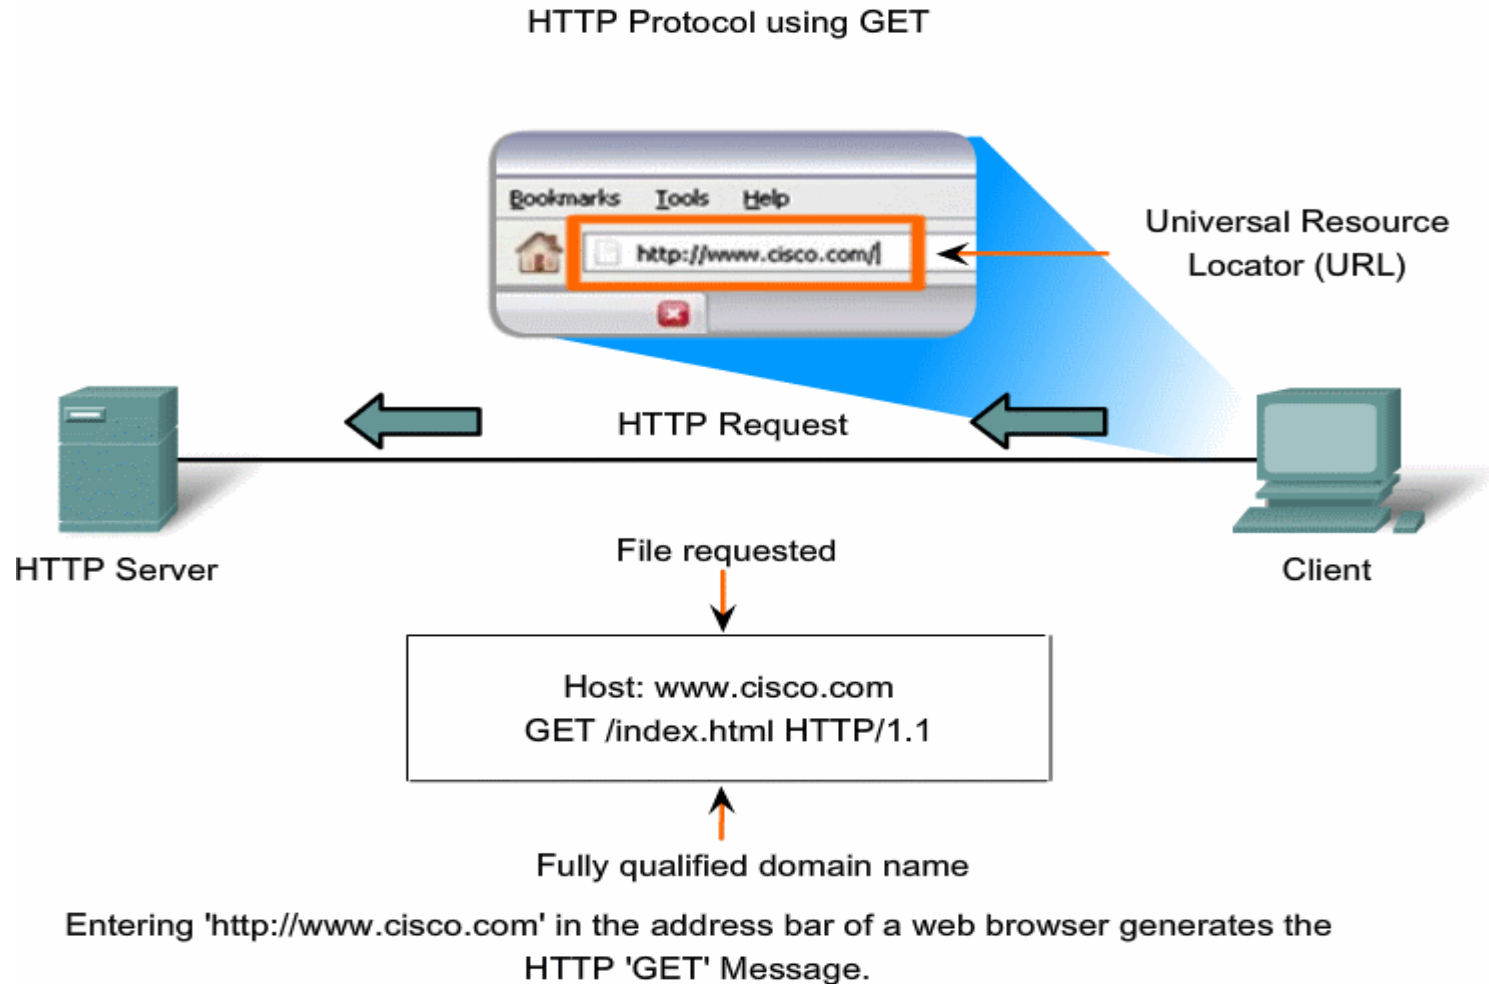 HTTP Protocol using GET
Bookmarks Tools Help
http://www.cisco.com/
Universal Resource
Locator (URL)
HTTP Request
HTTP Server
Client
File requested
Host: www.cisco.com
GET /index.html HTTP/1.1
Fully qualified domain name
Entering 'http://www.cisco.com' in the address bar of a web browser generates the
HTTP 'GET' Message.